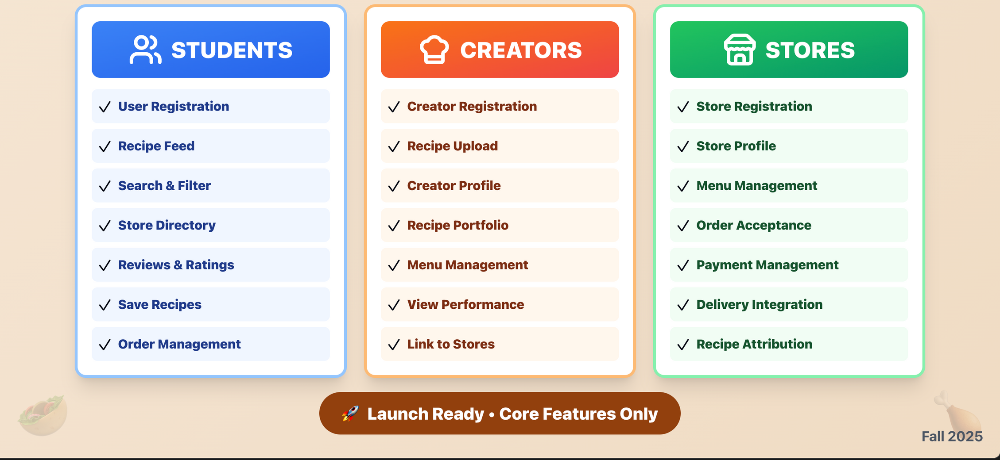 STUDENTS
User Registration
Recipe Feed
Search & Filter
Store Directory
Reviews & Ratings
Save Recipes
Order Management
CREATORS
Creator Registration
Recipe Upload
Creator Profile
Recipe Portfolio
Menu Management
View Performance
Link to Stores
STORES
Store Registration
Store Profile
Menu Management
Order Acceptance
Payment Management
Delivery Integration
Recipe Attribution
🚀 Launch Ready • Core Features Only
Fall 2025